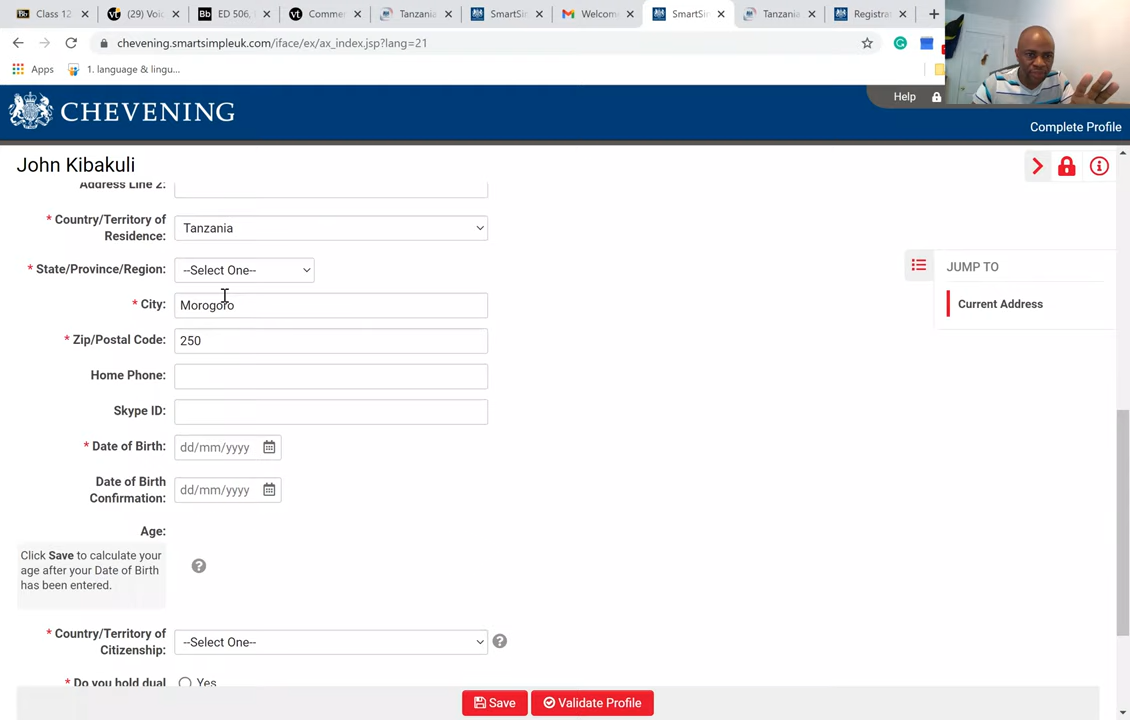 Class 12
(29) Voic
ED 506,
Commen
Tanzania
SmartSin
Welcome
SmartSi
Tanzania
Registra
chevening.smartsimpleuk.com/iface/ex/ax_index.jsp?lang=21
Apps
1. language & lingu...
CHEVENING
Help
Complete Profile
John Kibakuli
Address Line 2:
* Country/Territory of
Residence:
Tanzania
* State/Province/Region:
--Select One--
* City:
Morogoro
* Zip/Postal Code:
250
Home Phone:
Skype ID:
* Date of Birth:
dd/mm/yyyy
Date of Birth
Confirmation:
dd/mm/yyyy
Age:
Click Save to calculate your
age after your Date of Birth
has been entered.
* Country/Territory of
Citizenship:
--Select One--
* Do you hold dual
Yes
JUMP TO
Current Address
Save
Validate Profile